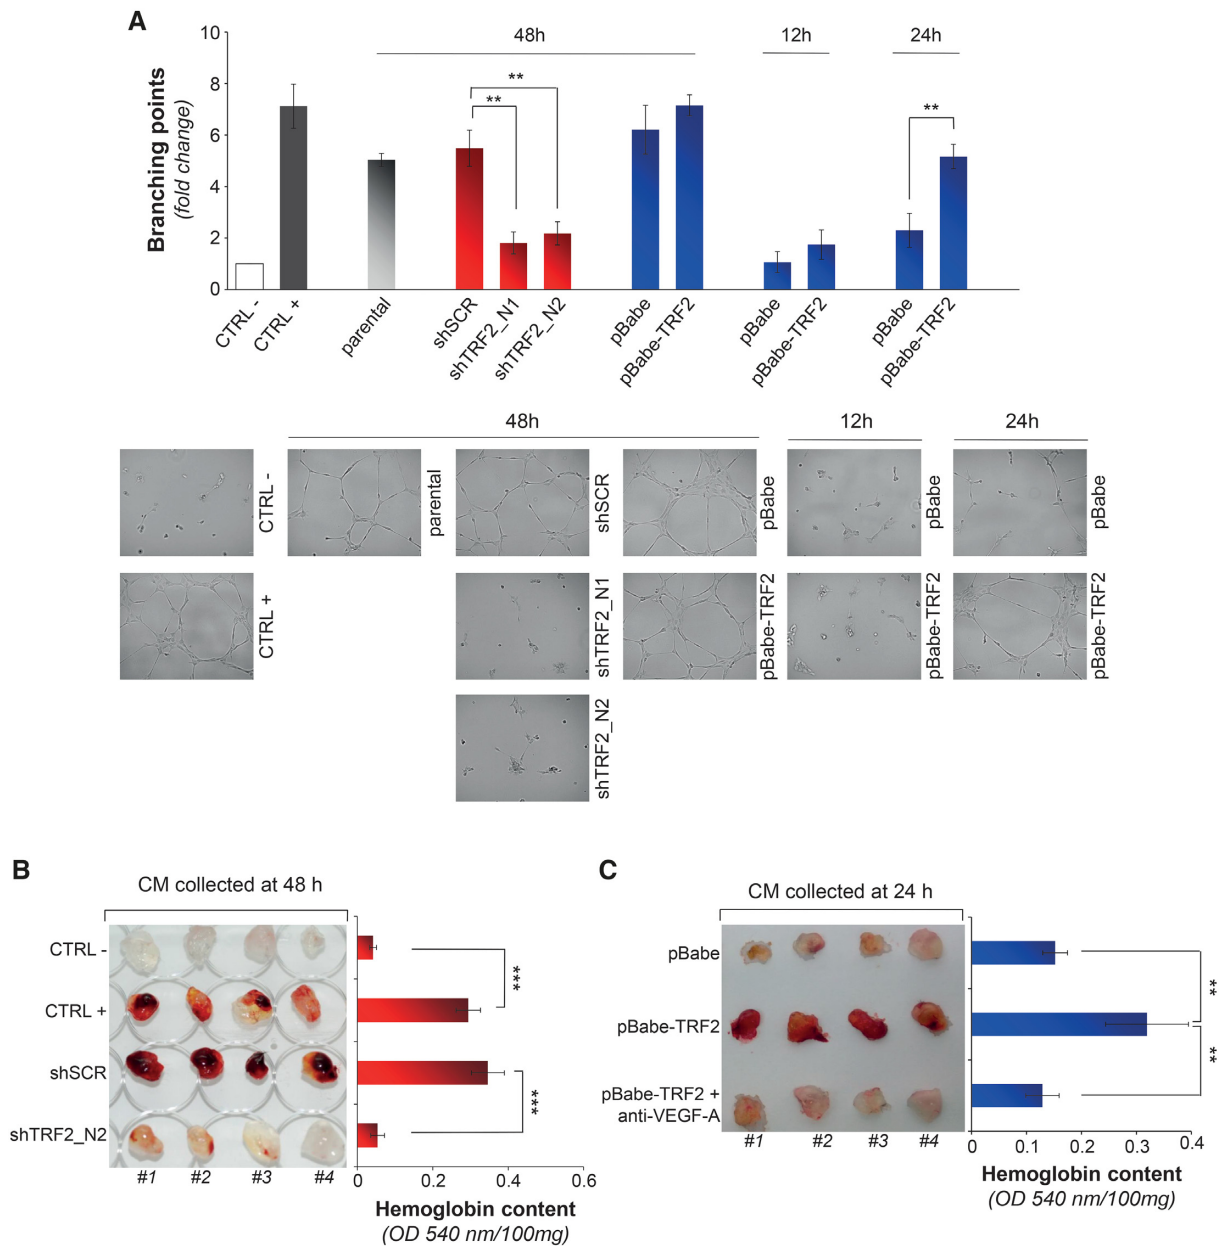 A
Branching points
(fold change)
10
8
6
4
2
0
48h
12h
24h
**
**
**
CTRL -
CTRL +
parental
shSCR
shTRF2_N1
shTRF2_N2
pBabe
pBabe-TRF2
pBabe
pBabe-TRF2
pBabe
pBabe-TRF2
48h
12h
24h
CTRL -
parental
shSCR
pBabe
pBabe
pBabe
CTRL +
shTRF2_N1
pBabe-TRF2
pBabe-TRF2
pBabe-TRF2
shTRF2_N2
B
CM collected at 48 h
CTRL -
CTRL +
shSCR
shTRF2_N2
#1 #2 #3 #4
***
***
0 0.2 0.4 0.6
Hemoglobin content
(OD 540 nm/100mg)
C
CM collected at 24 h
pBabe
pBabe-TRF2
pBabe-TRF2 +
anti-VEGF-A
#1 #2 #3 #4
**
**
0 0.1 0.2 0.3 0.4
Hemoglobin content
(OD 540 nm/100mg)